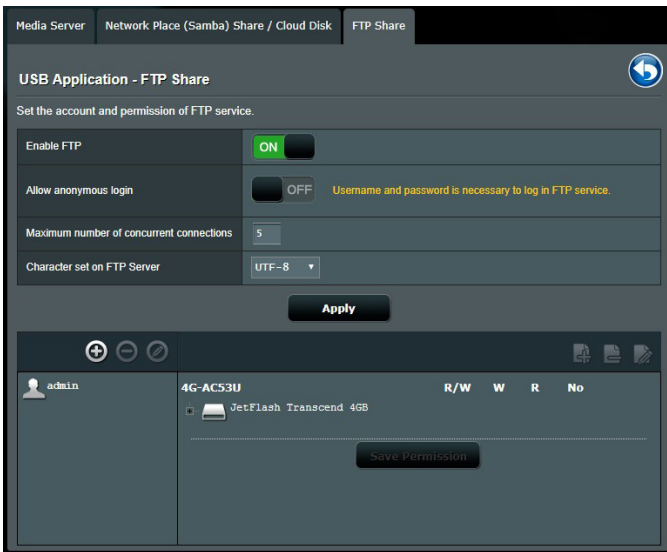 Media Server Network Place (Samba) Share / Cloud Disk FTP Share
USB Application - FTP Share
Set the account and permission of FTP service.
Enable FTP ON
Allow anonymous login OFF Username and password is necessary to log in FTP service.
Maximum number of concurrent connections 5
Character set on FTP Server UTF-8
Apply
admin 4G-AC53U R/W W R No
JetFlash Transcend 4GB
Save Permission